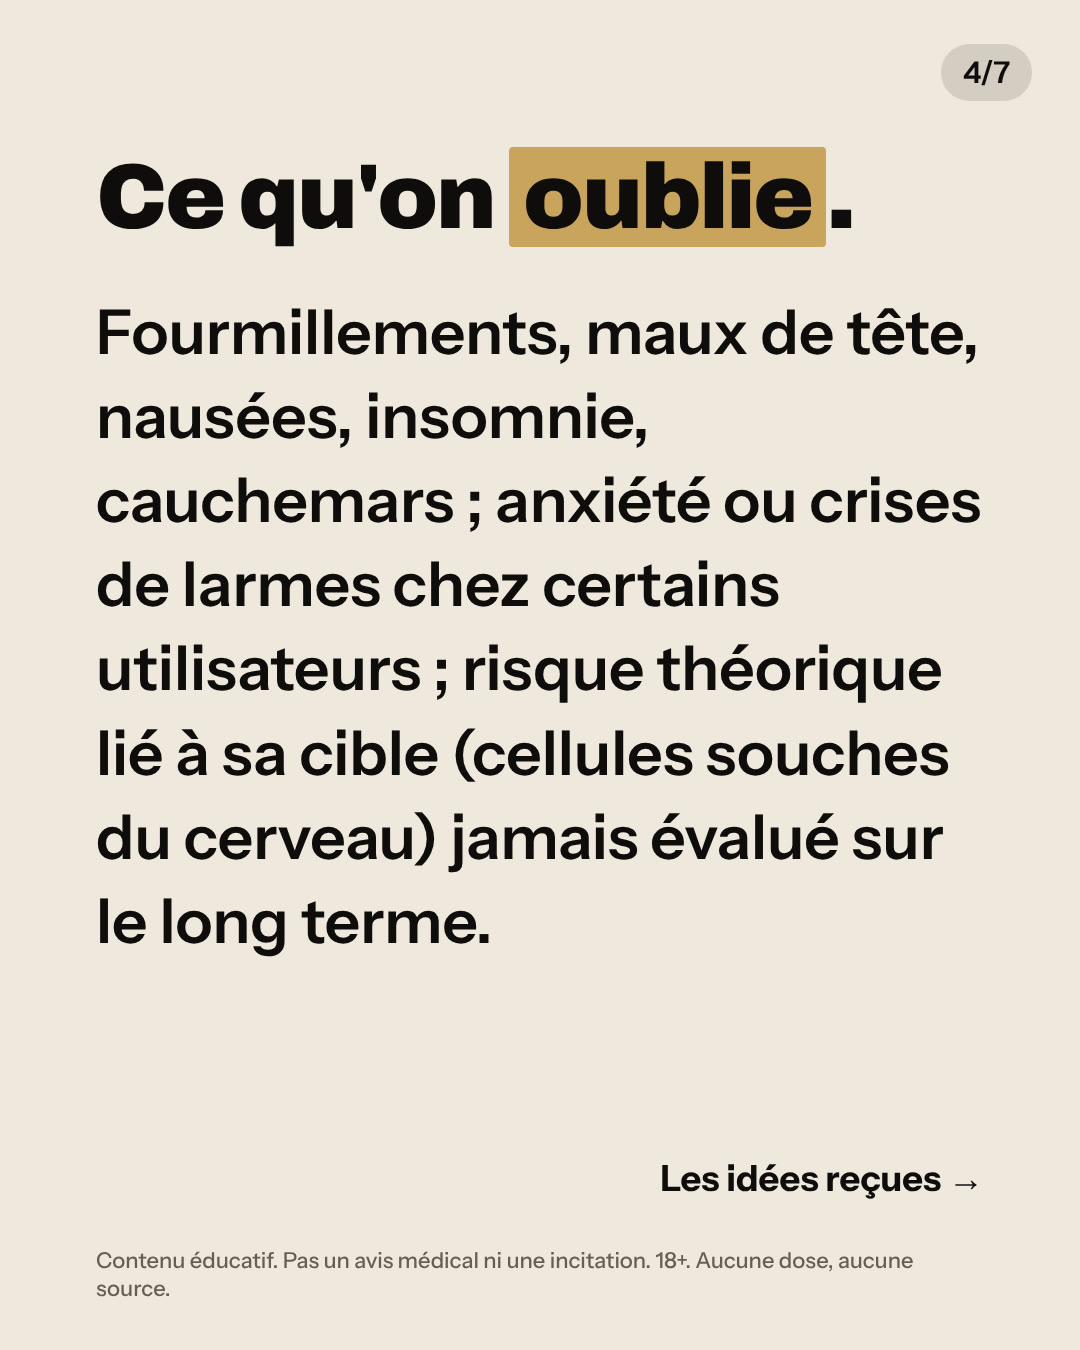 4/7
Ce qu'on oublie.
Fourmillements, maux de tête,
nausées, insomnie,
cauchemars ; anxiété ou crises
de larmes chez certains
utilisateurs ; risque théorique
lié à sa cible (cellules souches
du cerveau) jamais évalué sur
le long terme.
Les idées reçues →
Contenu éducatif. Pas un avis médical ni une incitation. 18+. Aucune dose, aucune
source.